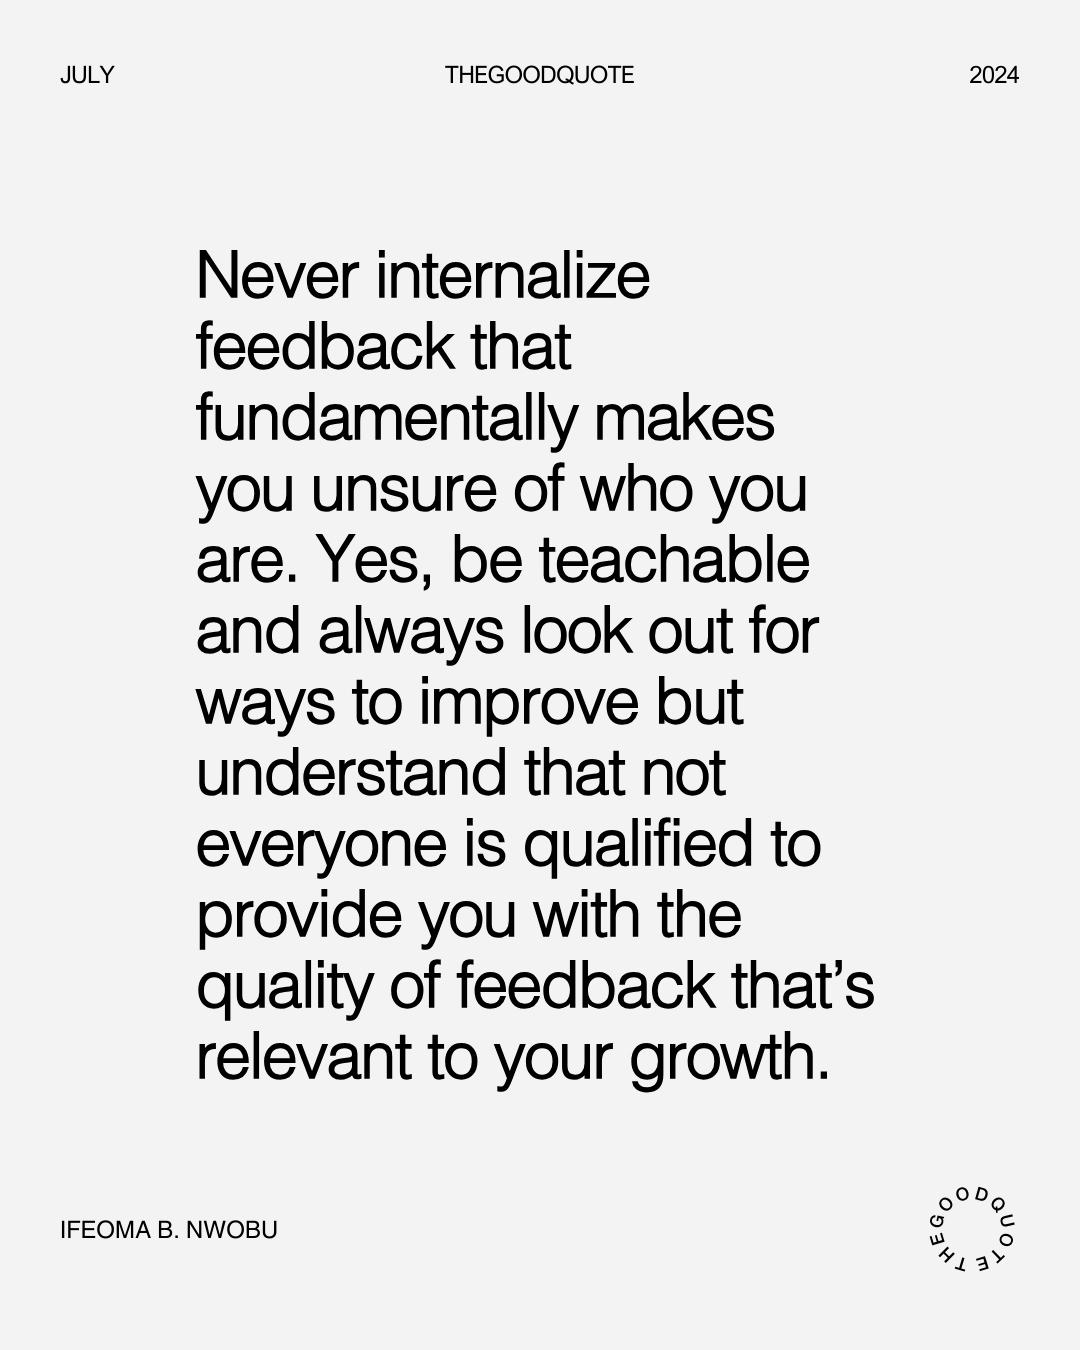 JULY THEGOODQUOTE 2024
Never internalize
feedback that
fundamentally makes
you unsure of who you
are. Yes, be teachable
and always look out for
ways to improve but
understand that not
everyone is qualified to
provide you with the
quality of feedback that’s
relevant to your growth.
IFEOMA B. NWOBU
THEGOODQUOTE